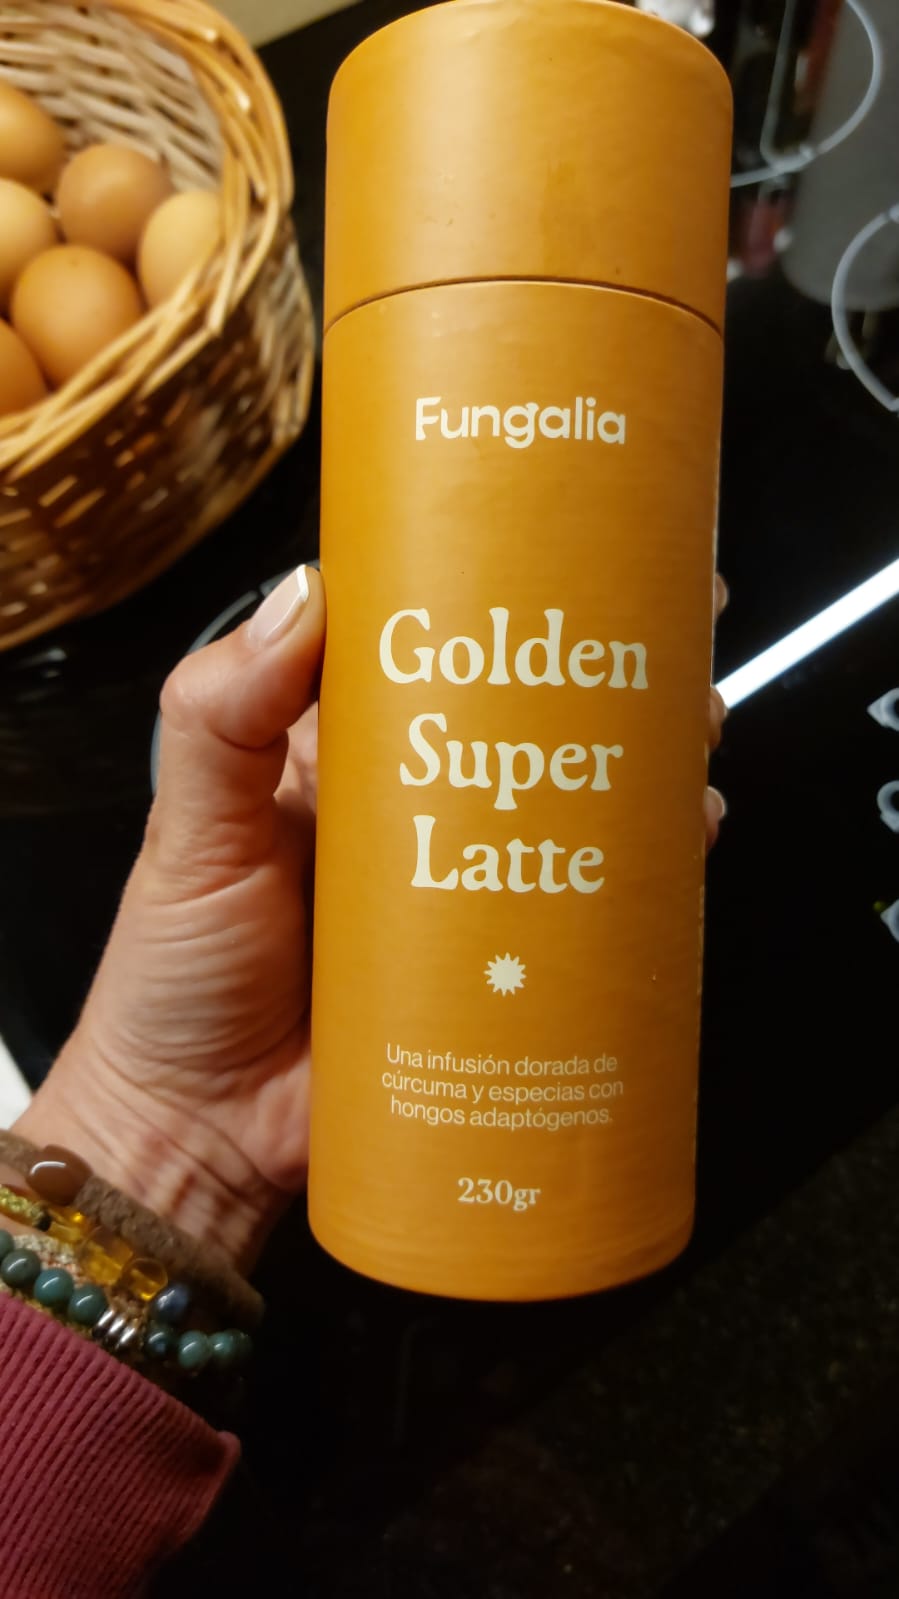 Fungalia
Golden
Super
Latte
Una infusión dorada de
cúrcuma y especias con
hongos adaptógenos.
230gr